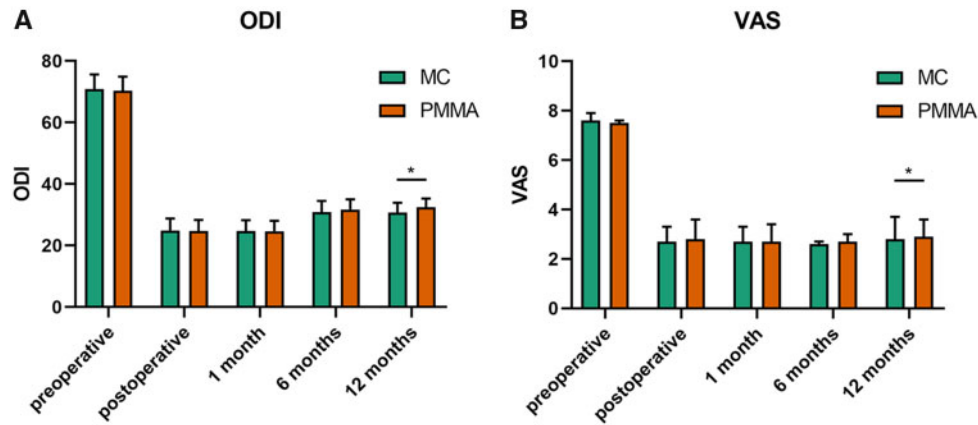 A
ODI
80
60
40
20
0
ODI
MC
PMMA
*
preoperative
postoperative
1 month
6 months
12 months
B
VAS
10
8
6
4
2
0
VAS
MC
PMMA
*
preoperative
postoperative
1 month
6 months
12 months